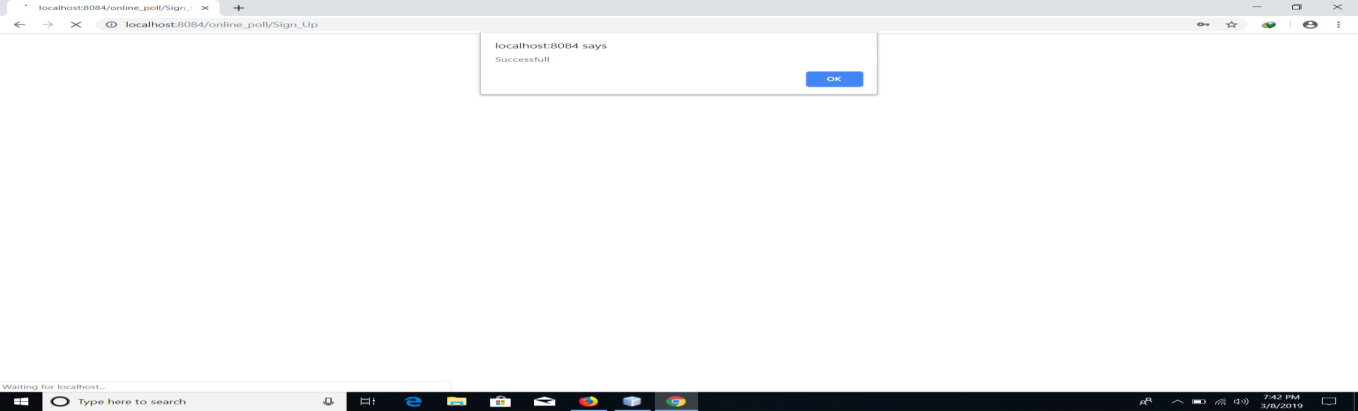 localhost:8084/online_poll/Sign_
localhost:8084/online_poll/Sign_Up
localhost:8084 says
Successfull
OK
Waiting for localhost...
Type here to search
7:42 PM
3/8/2019